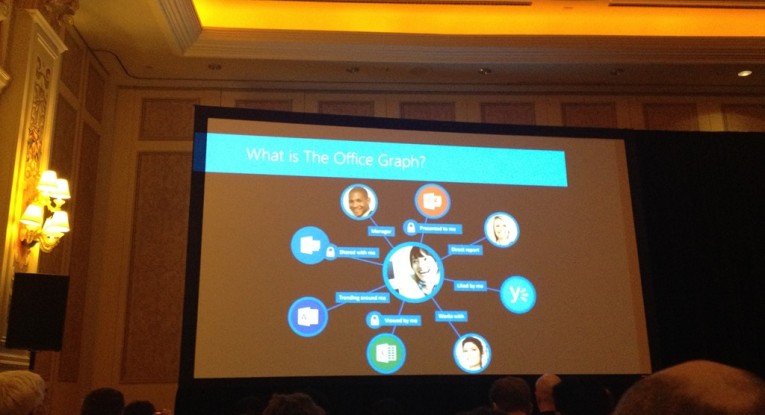 What is The Office Graph?
Manager
Presented to me
Shared with me
Direct report
Liked by me
Trending around me
Viewed by me
Works with